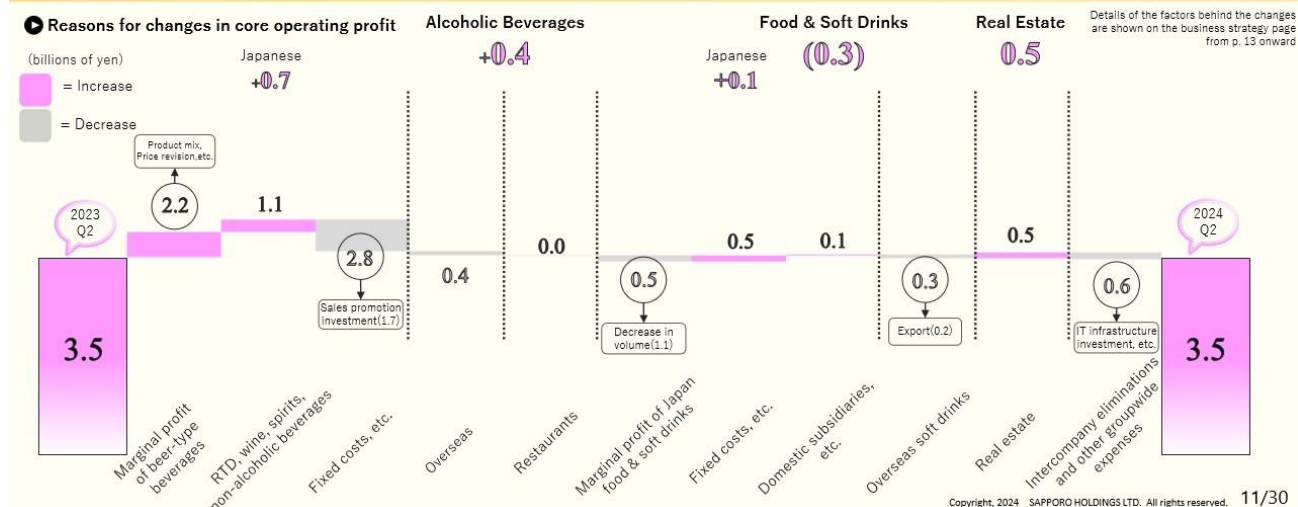 Reasons for changes in core operating profit
(billions of yen)
= Increase
= Decrease
Alcoholic Beverages
+0.4
Japanese
+0.7
Food & Soft Drinks
(0.3)
Japanese
+0.1
Real Estate
0.5
Details of the factors behind the changes
are shown on the business strategy page
from p. 13 onward
2023
Q2
3.5
Product mix,
Price revision,etc.
2.2
1.1
2.8
Sales promotion
investment(1.7)
0.4
0.0
0.5
Decrease in
volume(1.1)
0.5
0.1
0.3
Export(0.2)
0.5
0.6
IT infrastructure
investment, etc.
2024
Q2
3.5
Marginal profit
of beer-type
beverages
RTD, wine, spirits,
non-alcoholic beverages
Fixed costs, etc.
Overseas
Restaurants
Marginal profit of Japan
food & soft drinks
Fixed costs, etc.
Domestic subsidiaries,
etc.
Overseas soft drinks
Real estate
Intercompany eliminations
and other groupwide
expenses
Copyright, 2024 SAPPORO HOLDINGS LTD. All rights reserved.
11/30